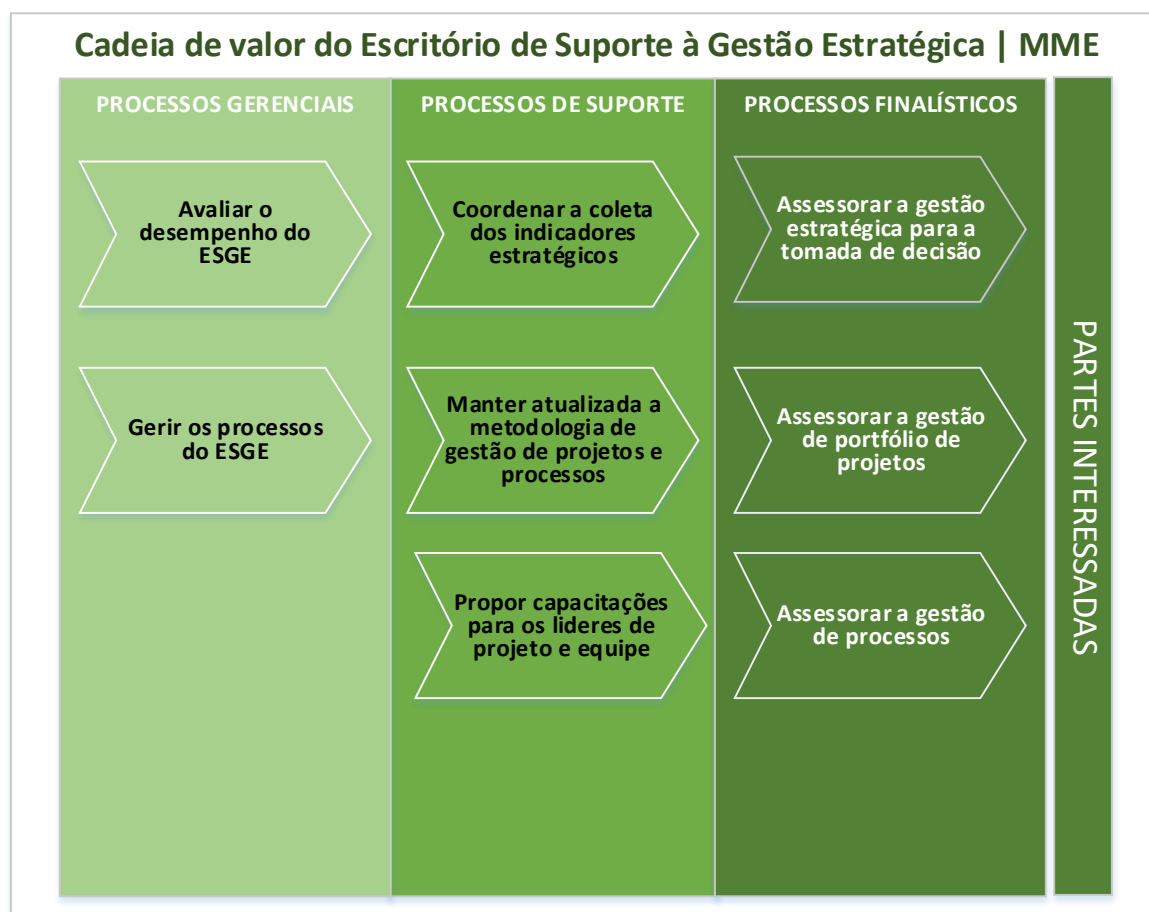 Cadeia de valor do Escritório de Suporte à Gestão Estratégica | MME
PROCESSOS GERENCIAIS
Avaliar o
desempenho do
ESGE
Gerir os processos
do ESGE
PROCESSOS DE SUPORTE
Coordenar a coleta
dos indicadores
estratégicos
Manter atualizada a
metodologia de
gestão de projetos e
processos
Propor capacitações
para os lideres de
projeto e equipe
PROCESSOS FINALÍSTICOS
Assessorar a gestão
estratégica para a
tomada de decisão
Assessorar a gestão
de portfólio de
projetos
Assessorar a gestão
de processos
PARTES INTERESSADAS